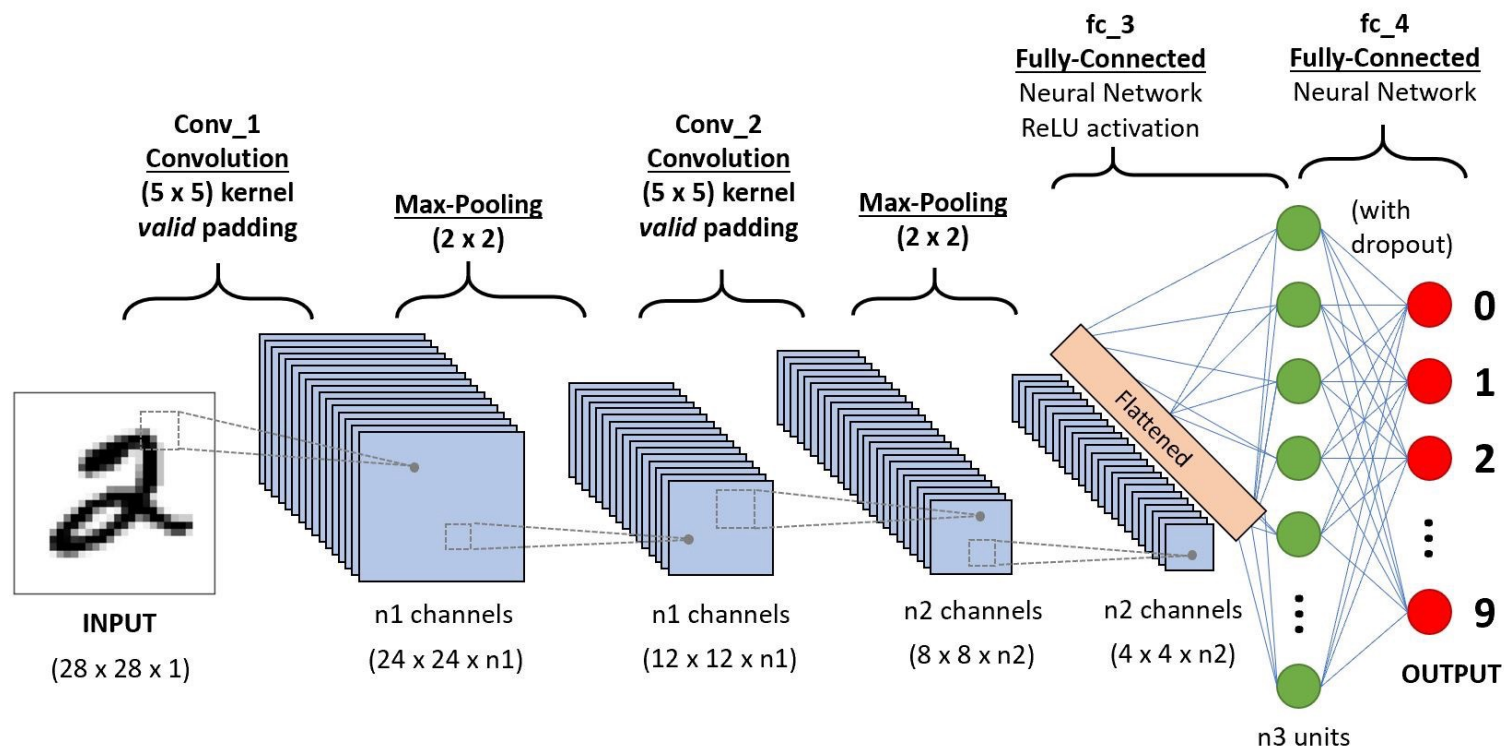 fc_3
Fully-Connected
Neural Network
ReLU activation
fc_4
Fully-Connected
Neural Network
Conv_1
Convolution
(5 x 5) kernel
valid padding
Max-Pooling
(2 x 2)
Conv_2
Convolution
(5 x 5) kernel
valid padding
Max-Pooling
(2 x 2)
(with
dropout)
Flattened
0
1
2
9
INPUT
(28 x 28 x 1)
n1 channels
(24 x 24 x n1)
n1 channels
(12 x 12 x n1)
n2 channels
(8 x 8 x n2)
n2 channels
(4 x 4 x n2)
OUTPUT
n3 units